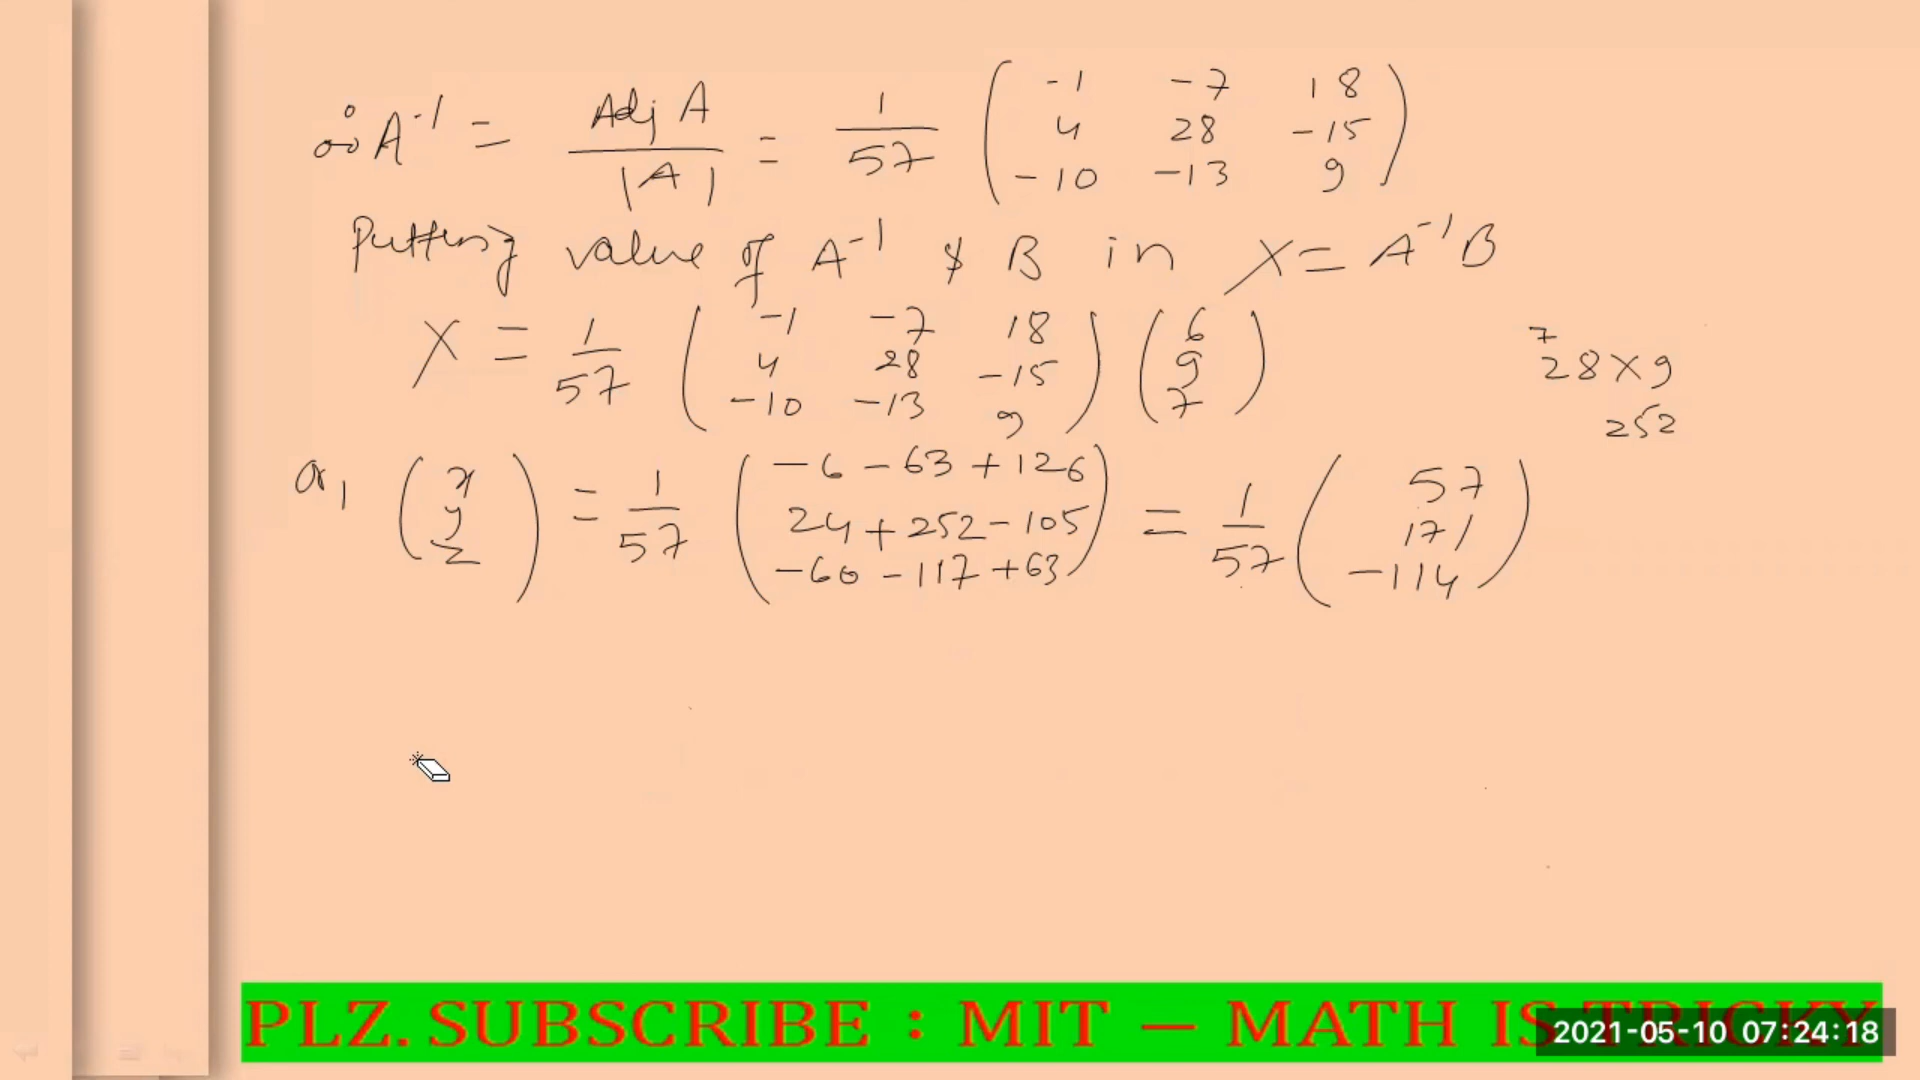 ∴ A⁻¹ = Adj A / |A| = 1/57 ( -1 -7 18
4 28 -15
-10 -13 9 )
Putting value of A⁻¹ & B in X = A⁻¹B
X = 1/57 ( -1 -7 18
4 28 -15
-10 -13 9 ) ( 6
9
7 )
7
28×9
252
or, ( x
y
z ) = 1/57 ( -6 -63 +126
24 + 252 - 105
-60 -117 +63 ) = 1/57 ( 57
171
-114 )
PLZ. SUBSCRIBE : MIT – MATH IS TRICKY
2021-05-10 07:24:18